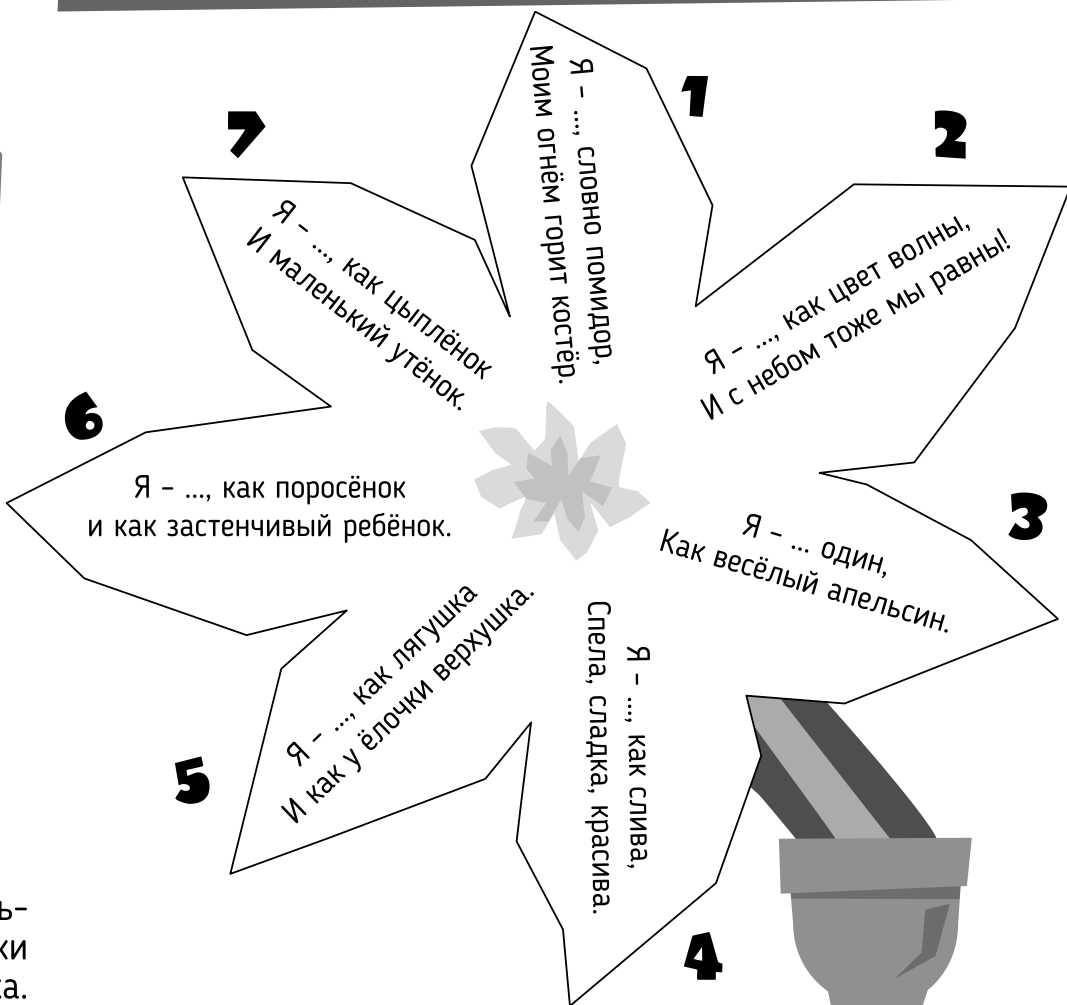 1
Я – ..., словно помидор,
Моим огнём горит костёр.
2
Я – ..., как цвет волны,
И с небом тоже мы равны!
3
Я – ... один,
Как весёлый апельсин.
4
Я – ..., как слива,
Спела, сладка, красива.
5
Я – ..., как лягушка
И как у ёлочки верхушка.
6
Я – ..., как поросёнок
и как застенчивый ребёнок.
7
Я – ..., как цыплёнок
И маленький утёнок.
ь-
ки
ка.